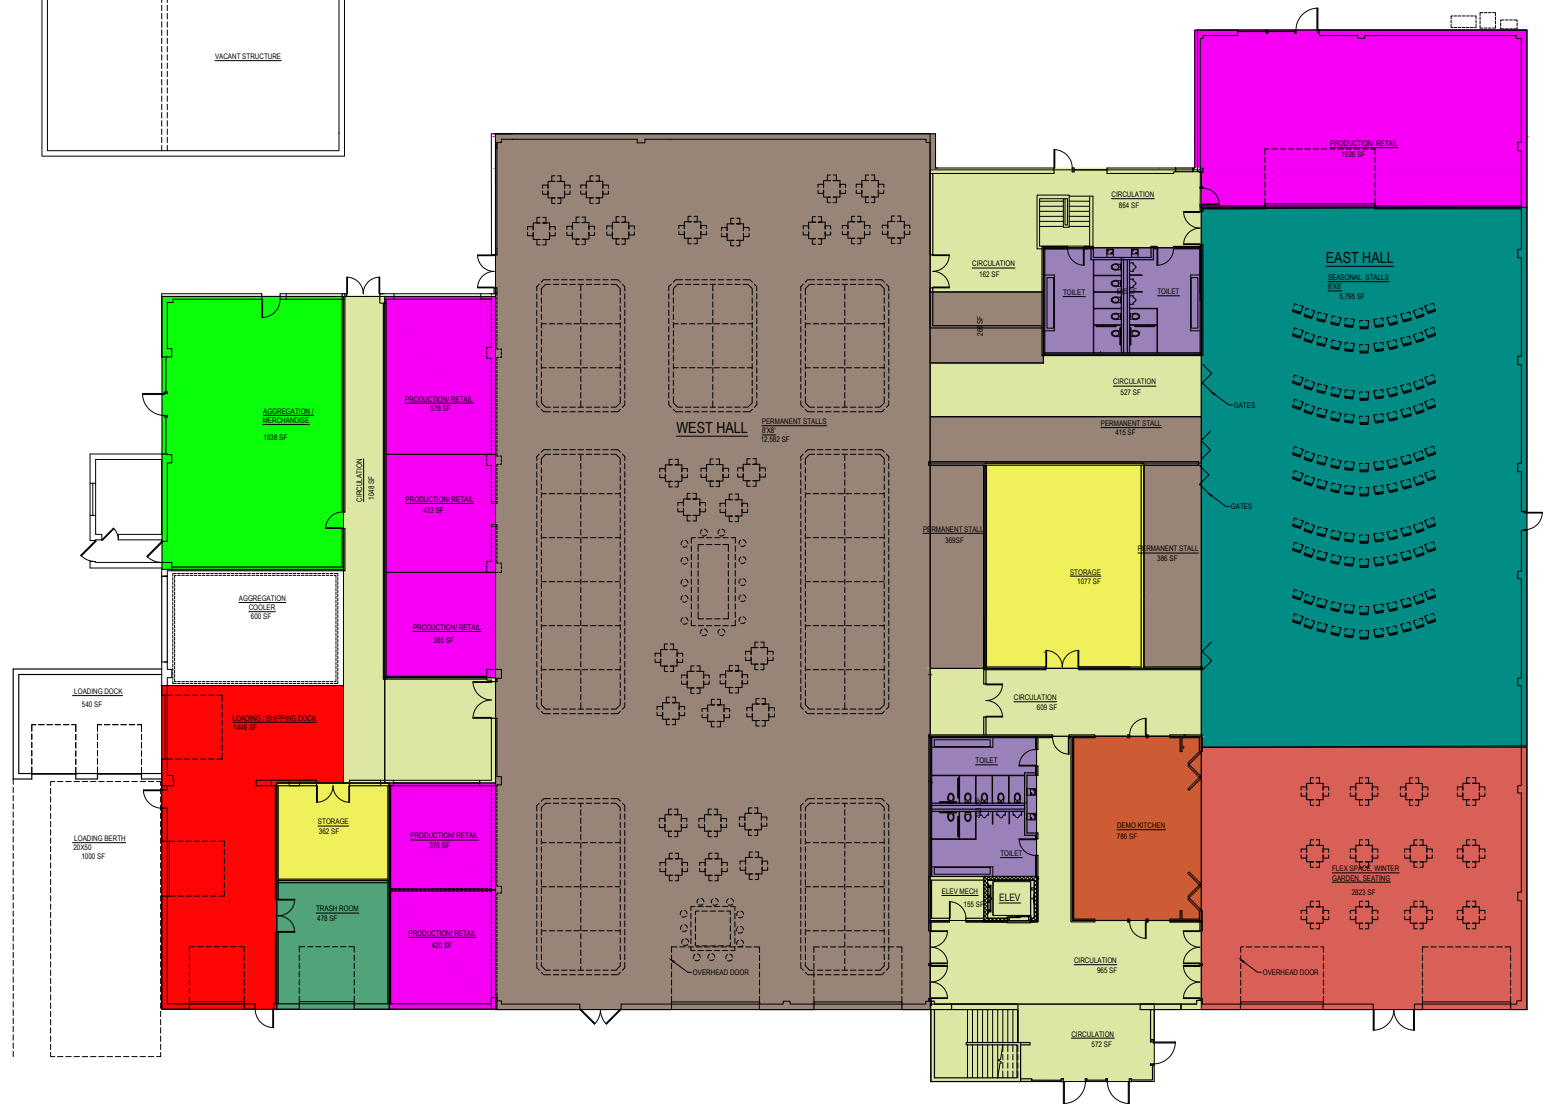 VACANT STRUCTURE
PRODUCTION/ RETAIL
1926 SF
CIRCULATION
864 SF
CIRCULATION
162 SF
TOILET
TOILET
EAST HALL
SEASONAL STALLS
6'X8'
5,795 SF
CIRCULATION
527 SF
GATES
PERMANENT STALL
415 SF
GATES
WEST HALL
PERMANENT STALLS
8'X8'
12,582 SF
AGGREGATION /
MERCHANDISE
1638 SF
PRODUCTION/ RETAIL
578 SF
CIRCULATION
1048 SF
PRODUCTION/ RETAIL
432 SF
PERMANENT STALL
369SF
STORAGE
1077 SF
PERMANENT STALL
386 SF
AGGREGATION
COOLER
600 SF
PRODUCTION/ RETAIL
385 SF
LOADING DOCK
540 SF
LOADING / SHIPPING DOCK
1446 SF
CIRCULATION
609 SF
TOILET
STORAGE
362 SF
PRODUCTION/ RETAIL
375 SF
DEMO KITCHEN
786 SF
LOADING BERTH
20X50
1000 SF
TOILET
FLEX SPACE, WINTER
GARDEN, SEATING
2823 SF
ELEV MECH
155 SF
ELEV
TRASH ROOM
478 SF
PRODUCTION/ RETAIL
420 SF
OVERHEAD DOOR
CIRCULATION
965 SF
OVERHEAD DOOR
CIRCULATION
572 SF